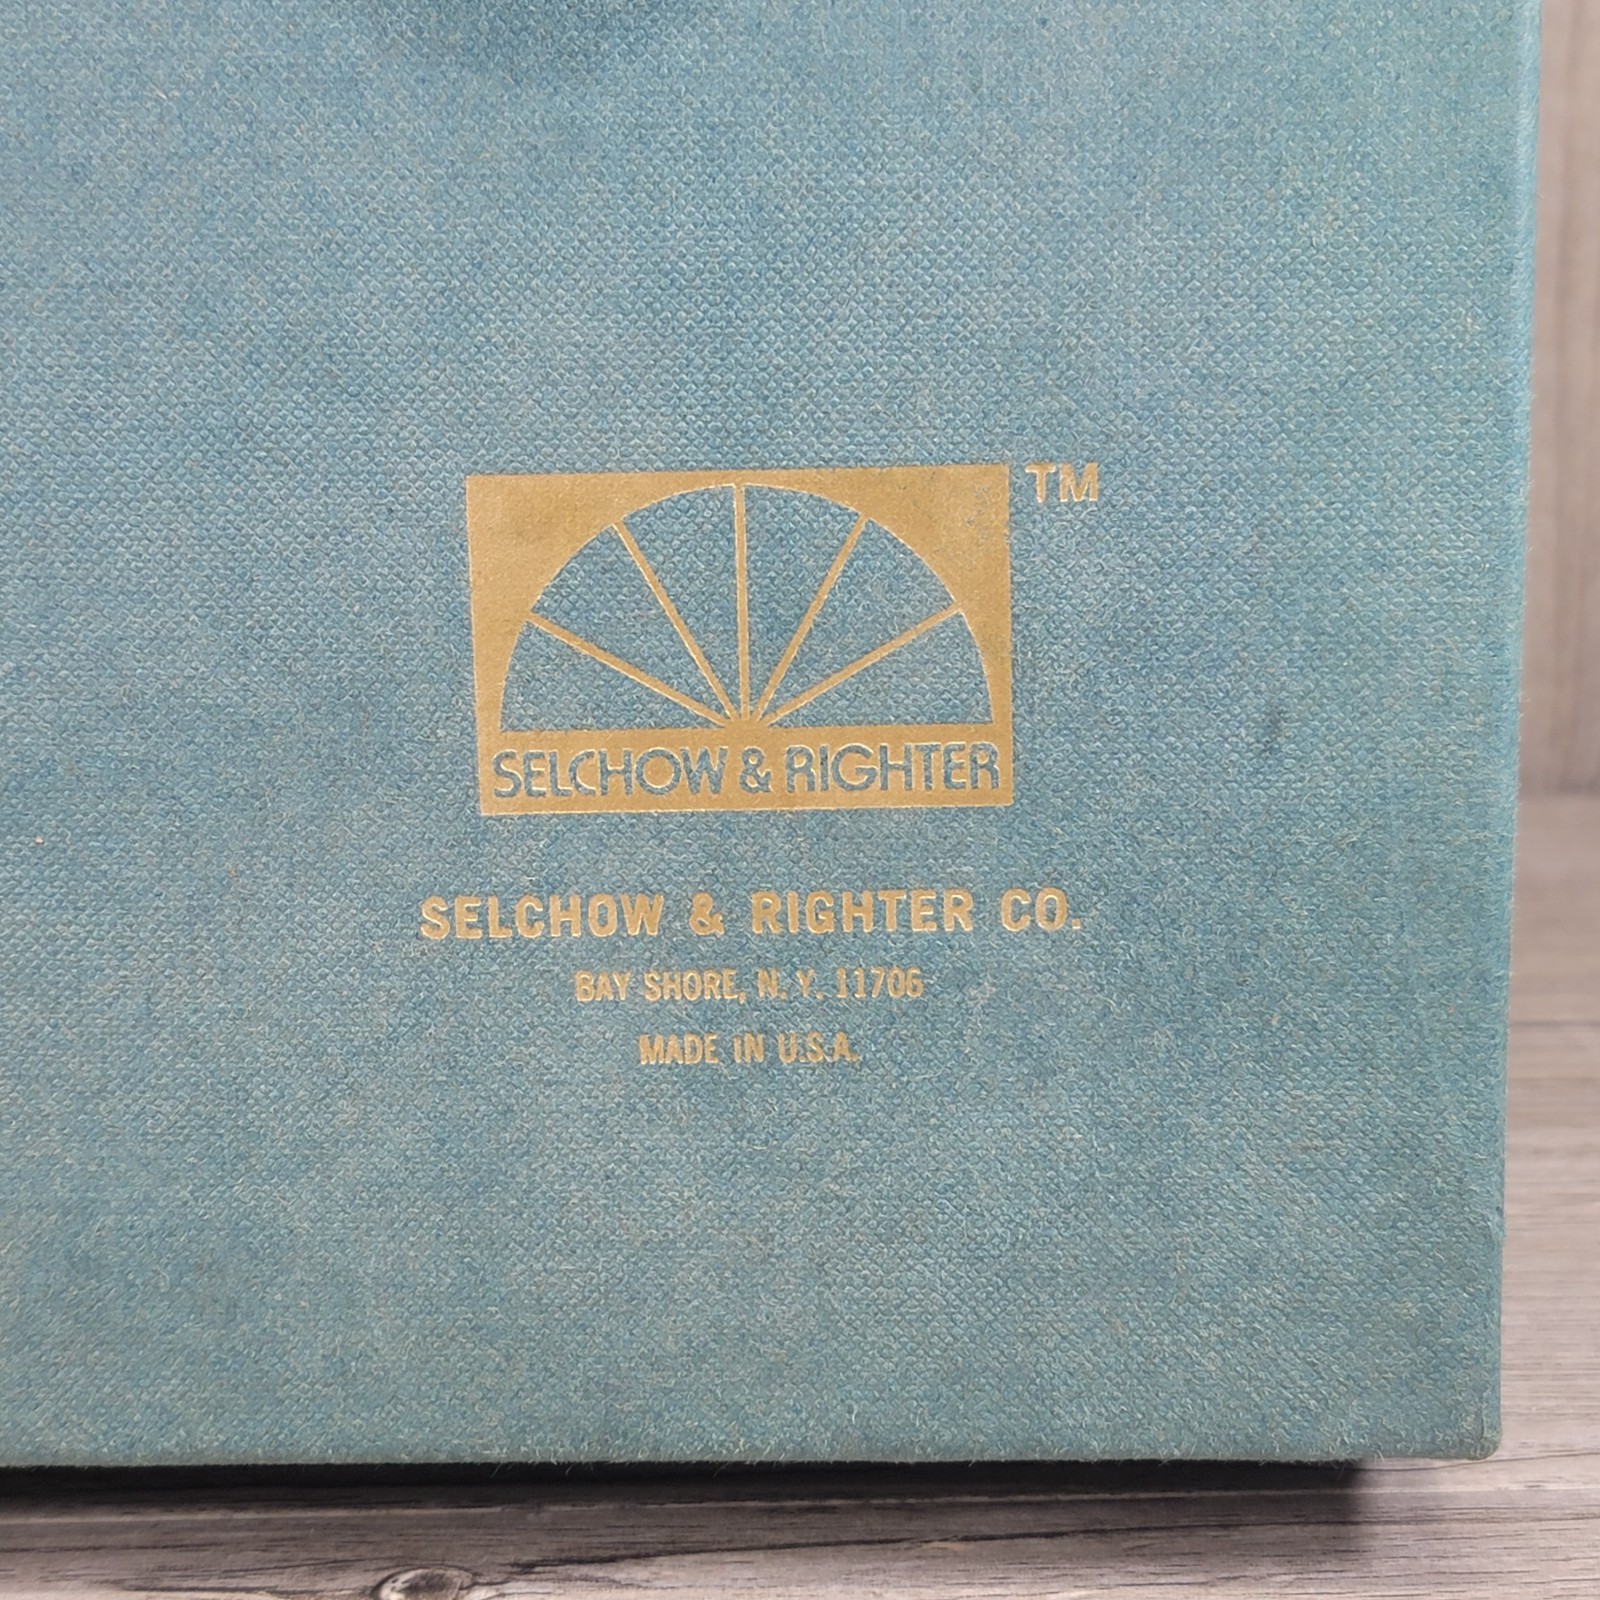 TM
SELCHOW & RIGHTER
SELCHOW & RIGHTER CO.
BAY SHORE, N.Y. 11706
MADE IN U.S.A.